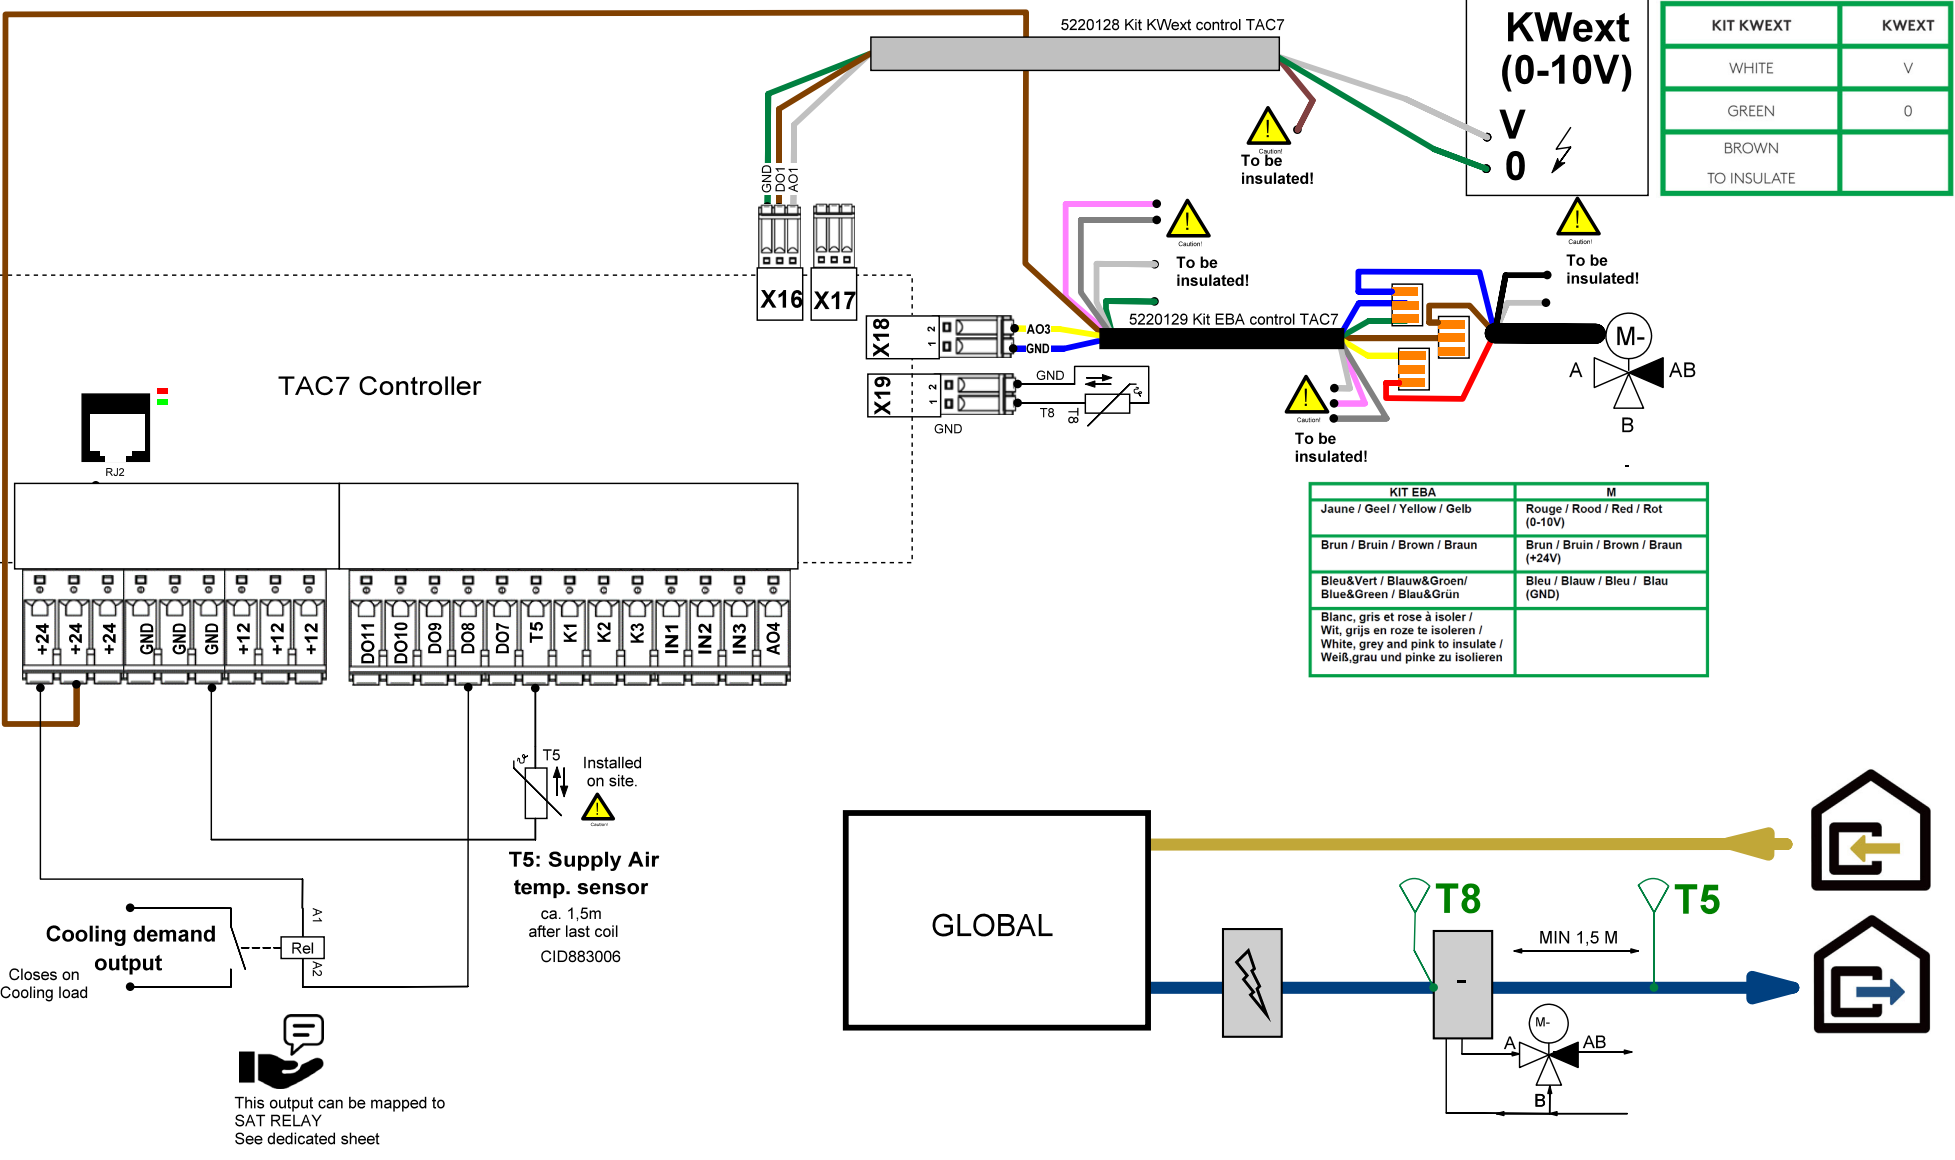 5220128 Kit KWext control TAC7
KWext
(0-10V)
V
0
KIT KWEXT KWEXT
WHITE V
GREEN 0
BROWN
TO INSULATE
Caution!
To be
insulated!
GND
DO1
AO1
X16 X17
Caution!
To be
insulated!
Caution!
To be
insulated!
5220129 Kit EBA control TAC7
X18
2
1
AO3
GND
X19
2
1
GND
T8
T8
GND
Caution!
To be
insulated!
M-
A AB
B
-
TAC7 Controller
RJ2
KIT EBA M
Jaune / Geel / Yellow / Gelb Rouge / Rood / Red / Rot
(0-10V)
Brun / Bruin / Brown / Braun Brun / Bruin / Brown / Braun
(+24V)
Bleu&Vert / Blauw&Groen/ Bleu / Blauw / Bleu / Blau
Blue&Green / Blau&Grün (GND)
Blanc, gris et rose à isoler /
Wit, grijs en roze te isoleren /
White, grey and pink to insulate /
Weiß,grau und pinke zu isolieren
+24 +24 +24 GND GND GND +12 +12 +12 DO11 DO10 DO9 DO8 DO7 T5 K1 K2 K3 IN1 IN2 IN3 AO4
T5
Installed
on site.
Caution!
T5: Supply Air
temp. sensor
ca. 1,5m
after last coil
CID883006
Cooling demand
output
Closes on
Cooling load
A1
Rel
A2
This output can be mapped to
SAT RELAY
See dedicated sheet
GLOBAL
T8 T5
MIN 1,5 M
-
M-
A AB
B